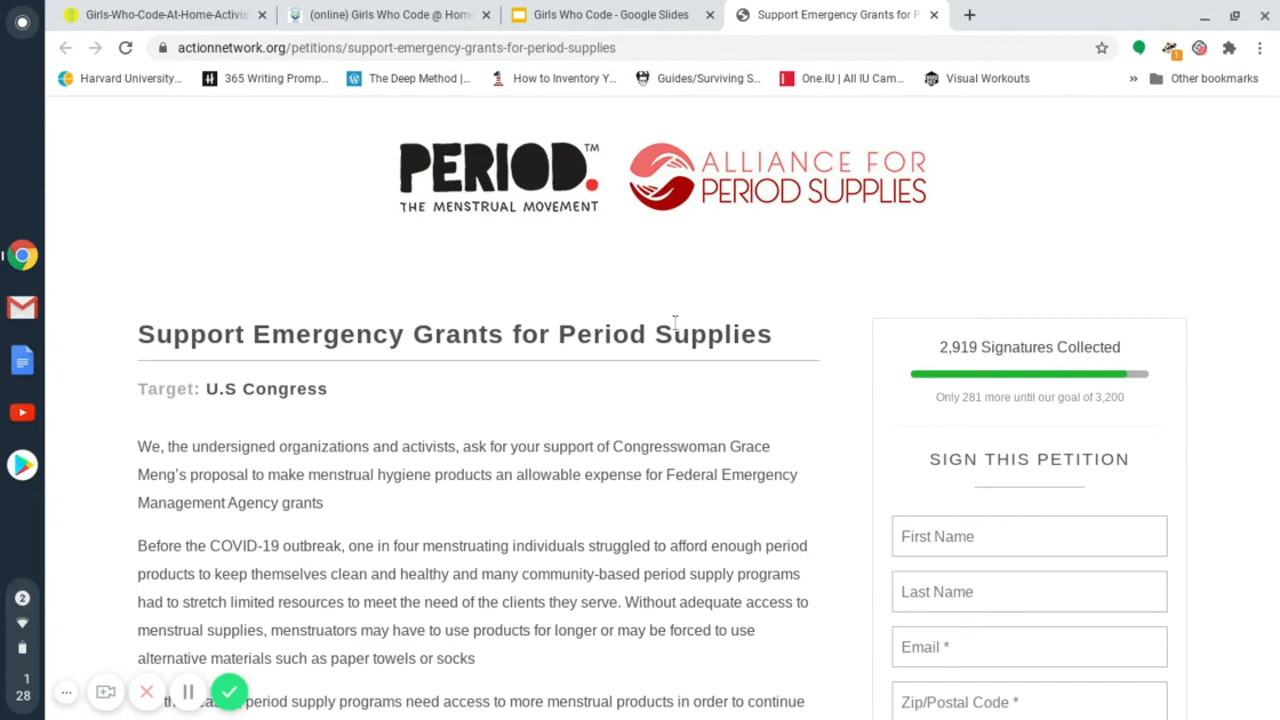 Girls-Who-Code-At-Home-Activis
(online) Girls Who Code @ Home
Girls Who Code - Google Slides
Support Emergency Grants for P
actionnetwork.org/petitions/support-emergency-grants-for-period-supplies
1
Harvard University...
365 Writing Promp...
The Deep Method |...
How to Inventory Y...
Guides/Surviving S...
One.IU | All IU Cam...
Visual Workouts
»
Other bookmarks
PERIOD.™
THE MENSTRUAL MOVEMENT
ALLIANCE FOR
PERIOD SUPPLIES
Support Emergency Grants for Period Supplies
Target: U.S Congress
We, the undersigned organizations and activists, ask for your support of Congresswoman Grace
Meng's proposal to make menstrual hygiene products an allowable expense for Federal Emergency
Management Agency grants
Before the COVID-19 outbreak, one in four menstruating individuals struggled to afford enough period
products to keep themselves clean and healthy and many community-based period supply programs
had to stretch limited resources to meet the need of the clients they serve. Without adequate access to
menstrual supplies, menstruators may have to use products for longer or may be forced to use
alternative materials such as paper towels or socks
period supply programs need access to more menstrual products in order to continue
2,919 Signatures Collected
Only 281 more until our goal of 3,200
SIGN THIS PETITION
First Name
Last Name
Email *
Zip/Postal Code *
2
1
28